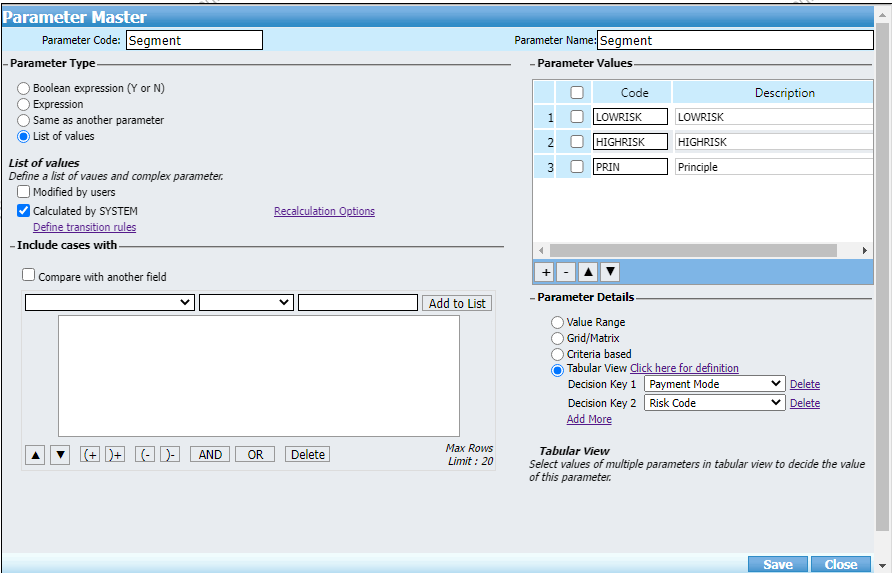 Parameter Master
Parameter Code: Segment
Parameter Name: Segment
Parameter Type
Boolean expression (Y or N)
Expression
Same as another parameter
List of values
List of values
Define a list of vaues and complex parameter.
Modified by users
Calculated by SYSTEM Recalculation Options
Define transition rules
Include cases with
Compare with another field
Add to List
▲ ▼ (+ )+ (- )- AND OR Delete
Max Rows
Limit : 20
Parameter Values
Code Description
1 LOWRISK LOWRISK
2 HIGHRISK HIGHRISK
3 PRIN Principle
+ - ▲ ▼
Parameter Details
Value Range
Grid/Matrix
Criteria based
Tabular View Click here for definition
Decision Key 1 Payment Mode Delete
Decision Key 2 Risk Code Delete
Add More
Tabular View
Select values of multiple parameters in tabular view to decide the value
of this parameter.
Save Close